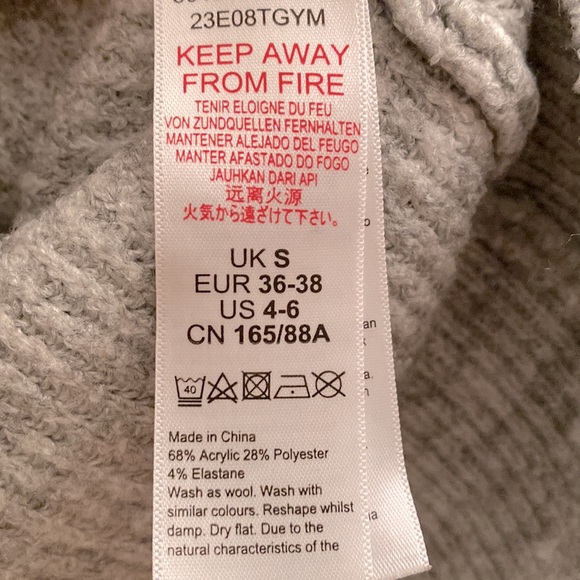 23E08TGYM
KEEP AWAY
FROM FIRE
TENIR ELOIGNE DU FEU
VON ZUNDQUELLEN FERNHALTEN
MANTENER ALEJADO DEL FEUGO
MANTER AFASTADO DO FOGO
JAUHKAN DARI API
远离火源
火気から遠ざけて下さい。
UK S
EUR 36-38
US 4-6
CN 165/88A
40
Made in China
68% Acrylic 28% Polyester
4% Elastane
Wash as wool. Wash with
similar colours. Reshape whilst
damp. Dry flat. Due to the
natural characteristics of the